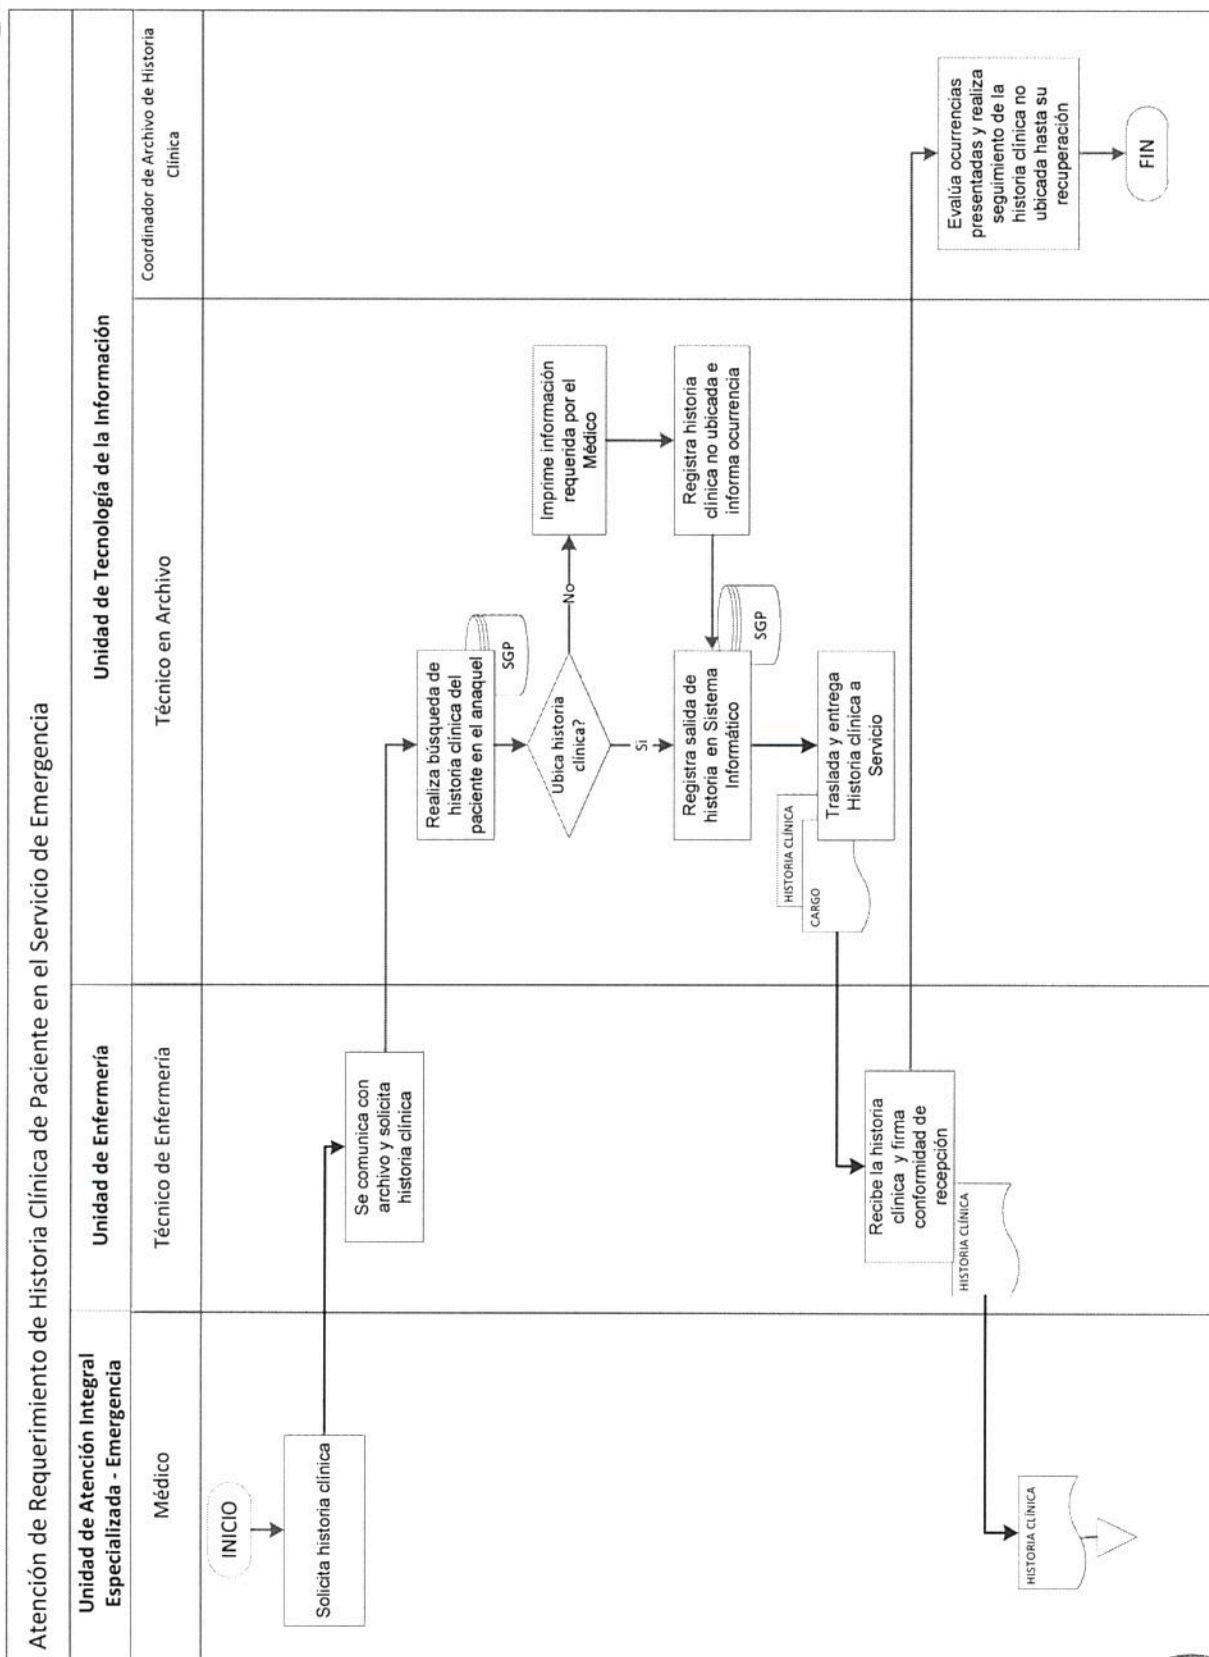 Atención de Requerimiento de Historia Clínica de Paciente en el Servicio de Emergencia
Unidad de Atención Integral
Especializada - Emergencia
Unidad de Enfermería
Unidad de Tecnología de la Información
Médico
Técnico de Enfermería
Técnico en Archivo
Coordinador de Archivo de Historia
Clínica
INICIO
Solicita historia clínica
Se comunica con
archivo y solicita
historia clínica
Realiza búsqueda de
historia clínica del
paciente en el anaquel
SGP
Ubica historia
clínica?
No
Imprime información
requerida por el
Médico
Registra historia
clínica no ubicada e
informa ocurrencia
Si
Registra salida de
historia en Sistema
Informático
SGP
HISTORIA CLÍNICA
CARGO
Traslada y entrega
Historia clínica a
Servicio
Recibe la historia
clínica y firma
conformidad de
recepción
HISTORIA CLÍNICA
HISTORIA CLÍNICA
Evalúa ocurrencias
presentadas y realiza
seguimiento de la
historia clínica no
ubicada hasta su
recuperación
FIN